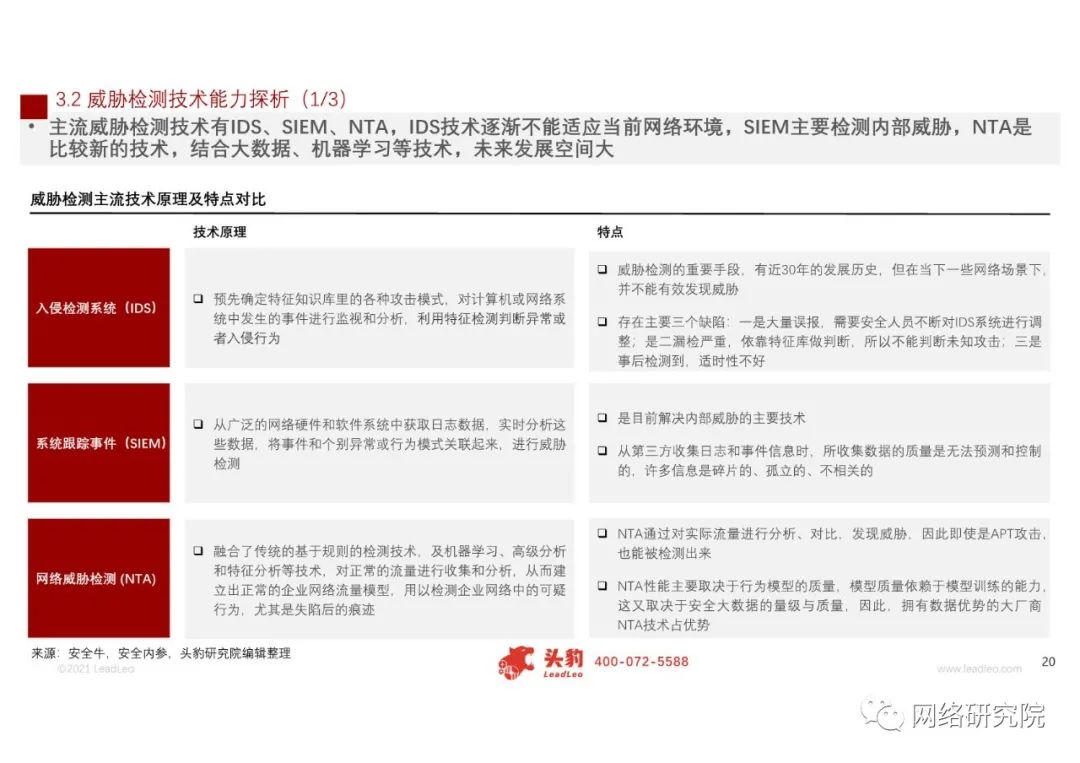 3.2 威胁检测技术能力探析（1/3）
• 主流威胁检测技术有IDS、SIEM、NTA，IDS技术逐渐不能适应当前网络环境，SIEM主要检测内部威胁，NTA是
比较新的技术，结合大数据、机器学习等技术，未来发展空间大
威胁检测主流技术原理及特点对比
技术原理
特点
入侵检测系统（IDS）
❑ 预先确定特征知识库里的各种攻击模式，对计算机或网络系
统中发生的事件进行监视和分析，利用特征检测判断异常或
者入侵行为
❑ 威胁检测的重要手段，有近30年的发展历史，但在当下一些网络场景下，
并不能有效发现威胁
❑ 存在主要三个缺陷：一是大量误报，需要安全人员不断对IDS系统进行调
整；是二漏检严重，依靠特征库做判断，所以不能判断未知攻击；三是
事后检测到，适时性不好
系统跟踪事件（SIEM）
❑ 从广泛的网络硬件和软件系统中获取日志数据，实时分析这
些数据，将事件和个别异常或行为模式关联起来，进行威胁
检测
❑ 是目前解决内部威胁的主要技术
❑ 从第三方收集日志和事件信息时，所收集数据的质量是无法预测和控制
的，许多信息是碎片的、孤立的、不相关的
网络威胁检测 (NTA)
❑ 融合了传统的基于规则的检测技术，及机器学习、高级分析
和特征分析等技术，对正常的流量进行收集和分析，从而建
立出正常的企业网络流量模型，用以检测企业网络中的可疑
行为，尤其是失陷后的痕迹
❑ NTA通过对实际流量进行分析、对比，发现威胁，因此即使是APT攻击，
也能被检测出来
❑ NTA性能主要取决于行为模型的质量，模型质量依赖于模型训练的能力，
这又取决于安全大数据的量级与质量，因此，拥有数据优势的大厂商
NTA技术占优势
来源：安全牛，安全内参，头豹研究院编辑整理
©2021 LeadLeo
头豹
LeadLeo
400-072-5588
www.leadleo.com
20
网络研究院